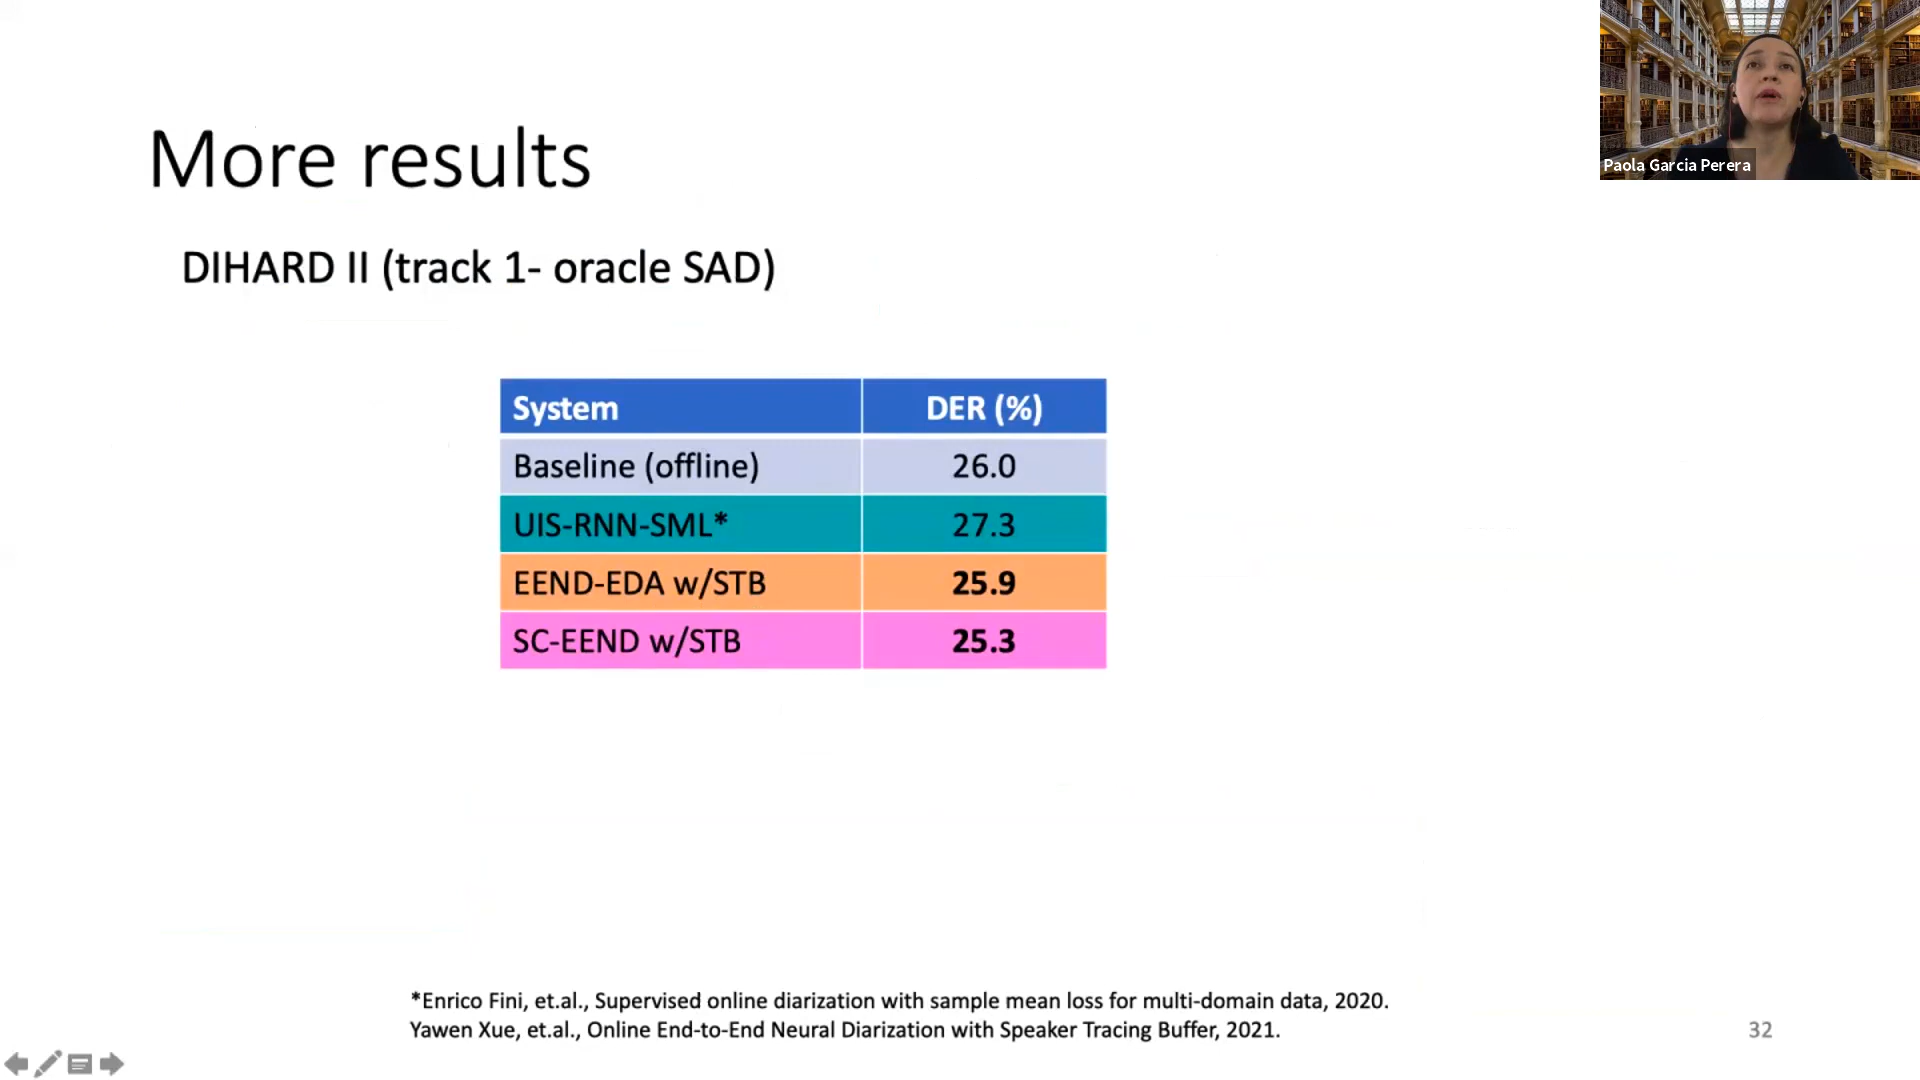 Paola Garcia Perera
More results
DIHARD II (track 1- oracle SAD)
System DER (%)
Baseline (offline) 26.0
UIS-RNN-SML* 27.3
EEND-EDA w/STB 25.9
SC-EEND w/STB 25.3
*Enrico Fini, et.al., Supervised online diarization with sample mean loss for multi-domain data, 2020.
Yawen Xue, et.al., Online End-to-End Neural Diarization with Speaker Tracing Buffer, 2021.
32